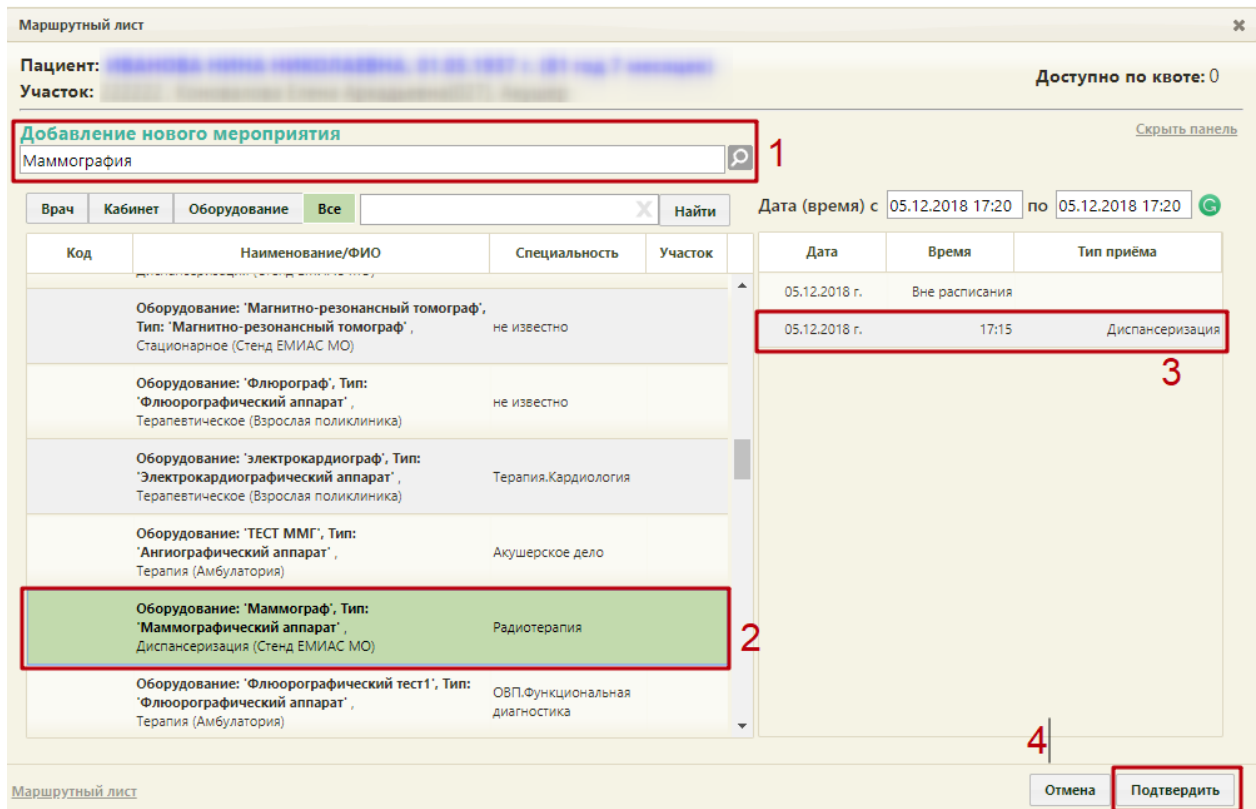 Маршрутный лист
Пациент:
Участок:
Доступно по квоте: 0
Добавление нового мероприятия
Скрыть панель
Маммография
1
Врач Кабинет Оборудование Все Найти
Дата (время) с 05.12.2018 17:20 по 05.12.2018 17:20
Код Наименование/ФИО Специальность Участок
Дата Время Тип приёма
05.12.2018 г. Вне расписания
05.12.2018 г. 17:15 Диспансеризация
3
Оборудование: 'Магнитно-резонансный томограф',
Тип: 'Магнитно-резонансный томограф' , не известно
Стационарное (Стенд ЕМИАС МО)
Оборудование: 'Флюрограф', Тип:
'Флюорографический аппарат' , не известно
Терапевтическое (Взрослая поликлиника)
Оборудование: 'электрокардиограф', Тип:
'Электрокардиографический аппарат' , Терапия.Кардиология
Терапевтическое (Взрослая поликлиника)
Оборудование: 'ТЕСТ ММГ', Тип:
'Ангиографический аппарат' , Акушерское дело
Терапия (Амбулатория)
Оборудование: 'Маммограф', Тип:
'Маммографический аппарат' , Радиотерапия
Диспансеризация (Стенд ЕМИАС МО)
2
Оборудование: 'Флюорографический тест1', Тип:
'Флюорографический аппарат' , ОВП.Функциональная
Терапия (Амбулатория) диагностика
4
Маршрутный лист
Отмена Подтвердить